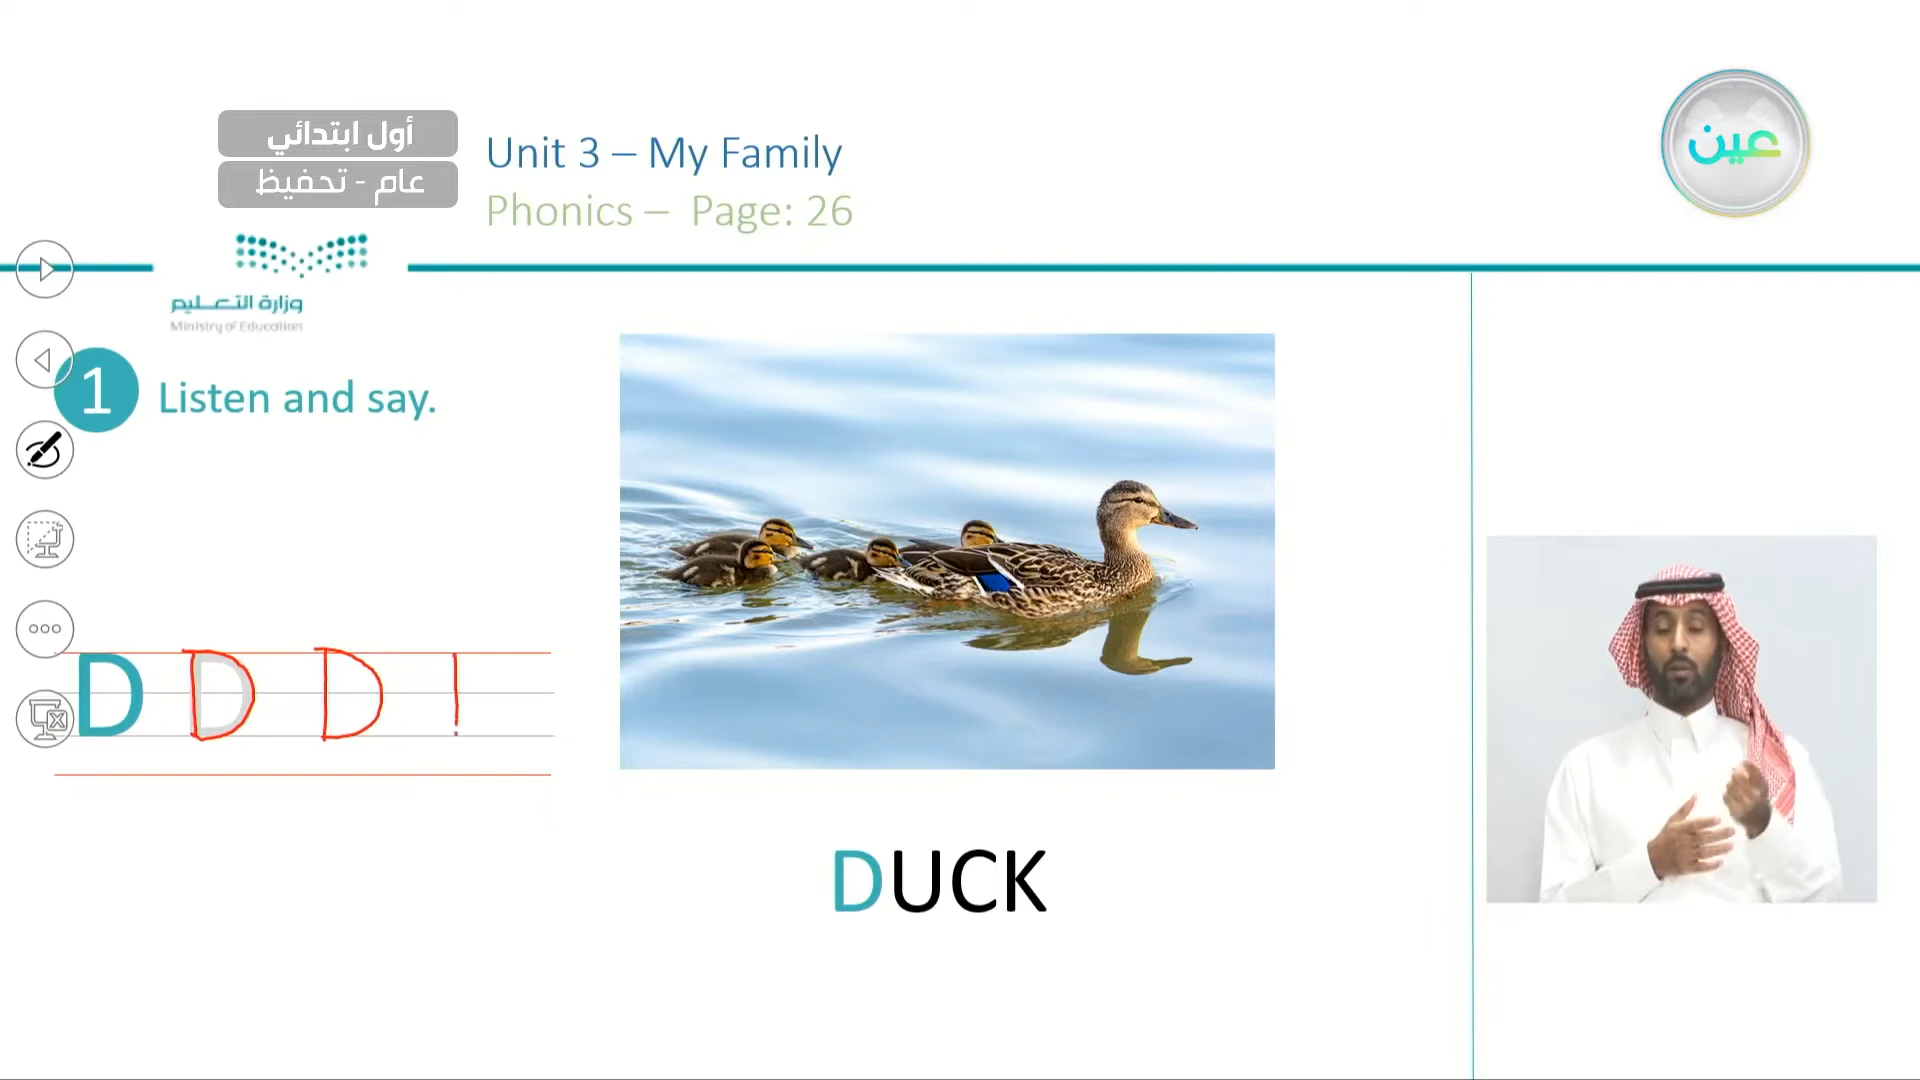 أول ابتدائي
عام - تحفيظ
Unit 3 – My Family
Phonics – Page: 26
عين
وزارة التعليم
Ministry of Education
1 Listen and say.
D D D
DUCK